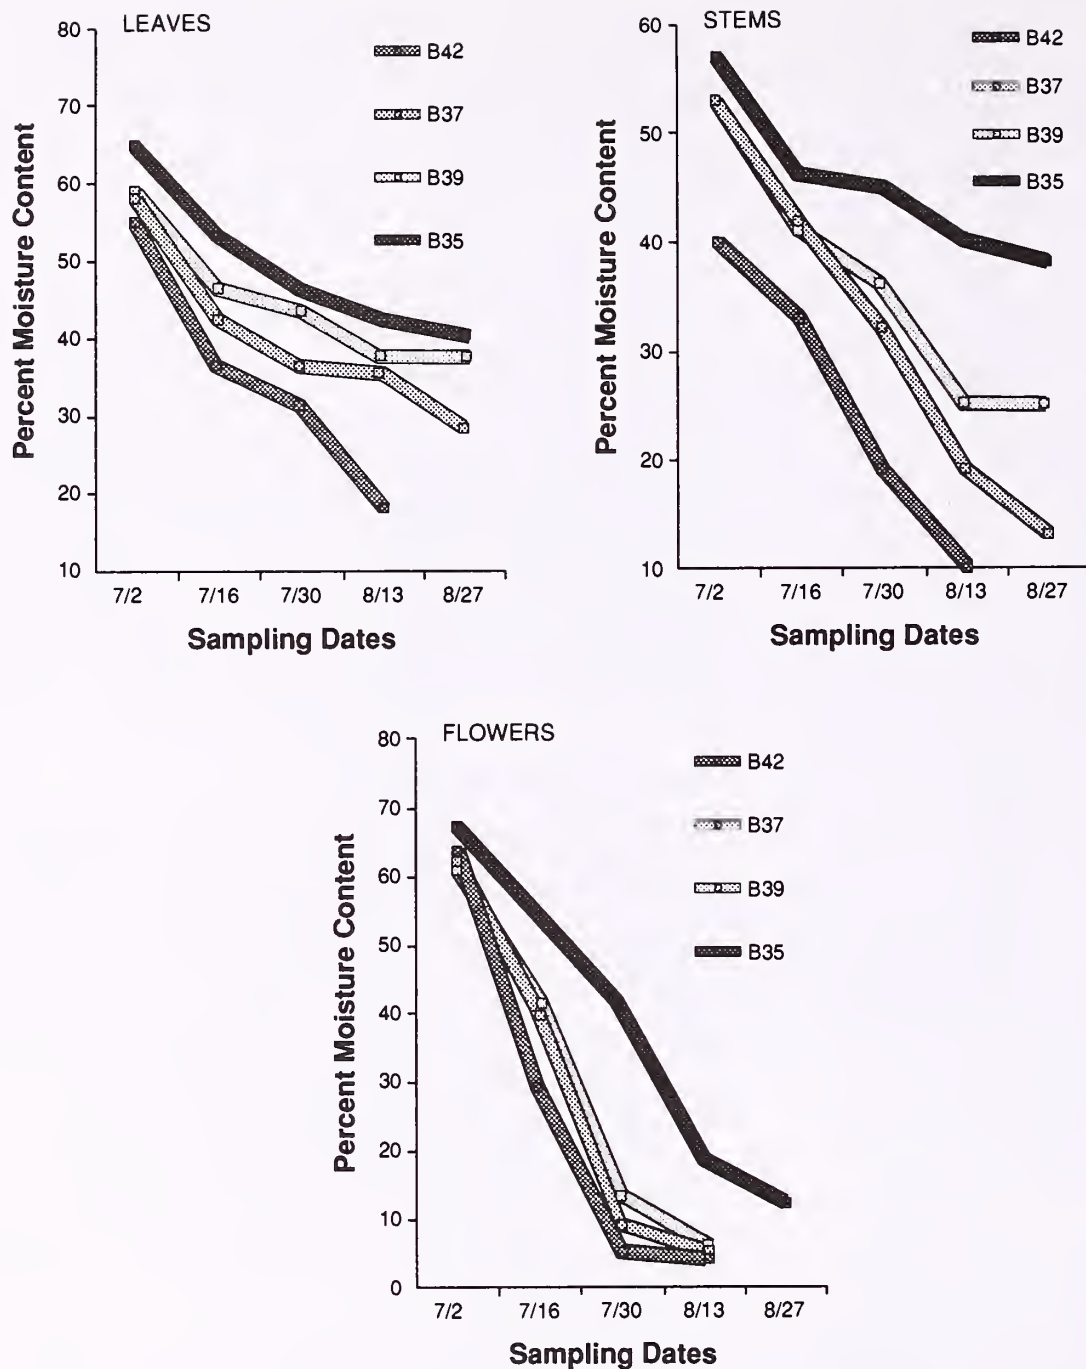 LEAVES
80
70
60
50
40
30
20
10
Percent Moisture Content
B42
B37
B39
B35
7/2 7/16 7/30 8/13 8/27
Sampling Dates
STEMS
60
50
40
30
20
10
Percent Moisture Content
B42
B37
B39
B35
7/2 7/16 7/30 8/13 8/27
Sampling Dates
FLOWERS
80
70
60
50
40
30
20
10
0
Percent Moisture Content
B42
B37
B39
B35
7/2 7/16 7/30 8/13 8/27
Sampling Dates